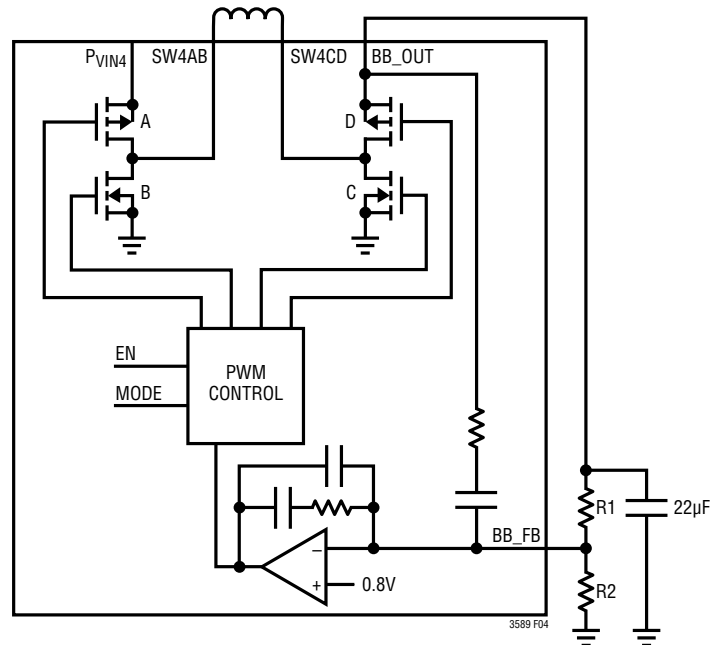 PVIN4 SW4AB SW4CD BB_OUT
A D
B C
EN
MODE
PWM
CONTROL
R1 22µF
BB_FB
–
+ 0.8V
R2
3589 F04